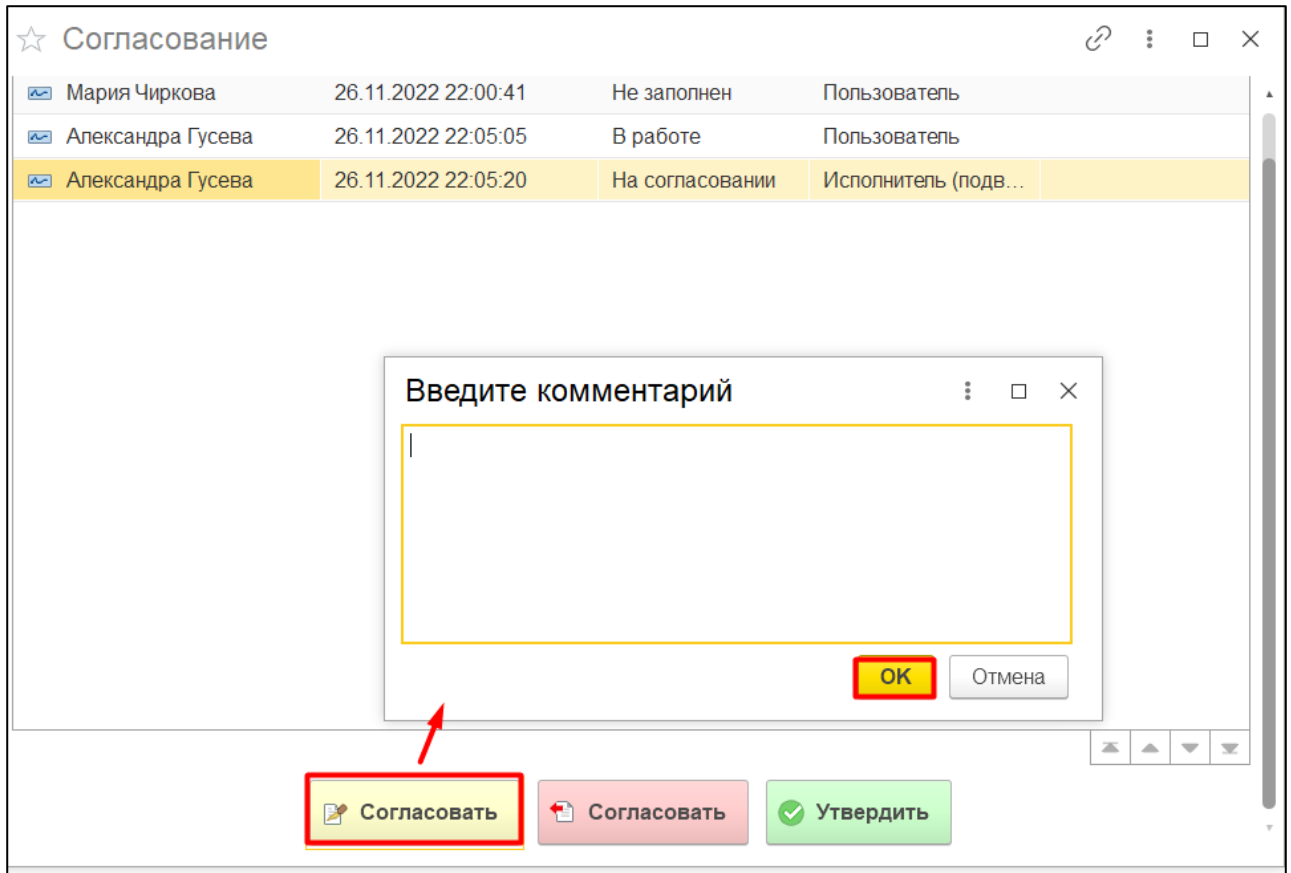 Согласование
Мария Чиркова 26.11.2022 22:00:41 Не заполнен Пользователь
Александра Гусева 26.11.2022 22:05:05 В работе Пользователь
Александра Гусева 26.11.2022 22:05:20 На согласовании Исполнитель (подв...
Введите комментарий
ОК Отмена
Согласовать Согласовать Утвердить